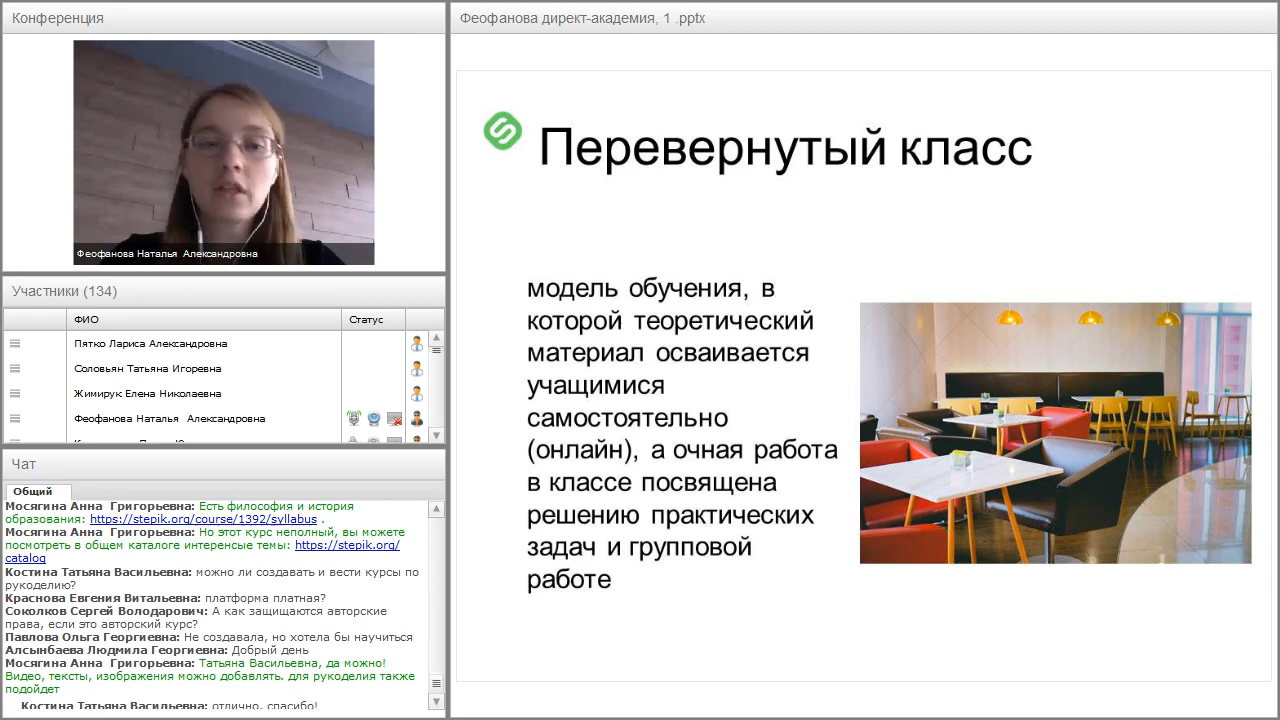 Конференция
Феофанова Наталья Александровна
Участники (134)
ФИО
Статус
Пятко Лариса Александровна
Соловьян Татьяна Игоревна
Жимирук Елена Николаевна
Феофанова Наталья Александровна
Чат
Общий
Мосягина Анна Григорьевна: Есть философия и история
образования: https://stepik.org/course/1392/syllabus .
Мосягина Анна Григорьевна: Но этот курс неполный, вы можете
посмотреть в общем каталоге интеренсые темы: https://stepik.org/
catalog
Костина Татьяна Васильевна: можно ли создавать и вести курсы по
рукоделию?
Краснова Евгения Витальевна: платформа платная?
Соколков Сергей Володарович: А как защищаются авторские
права, если это авторский курс?
Павлова Ольга Георгиевна: Не создавала, но хотела бы научиться
Алсынбаева Людмила Георгиевна: Добрый день
Мосягина Анна Григорьевна: Татьяна Васильевна, да можно!
Видео, тексты, изображения можно добавлять. для рукоделия также
подойдет
Костина Татьяна Васильевна: отлично, спасибо!
Феофанова директ-академия, 1 .pptx
Перевернутый класс
модель обучения, в
которой теоретический
материал осваивается
учащимися
самостоятельно
(онлайн), а очная работа
в классе посвящена
решению практических
задач и групповой
работе